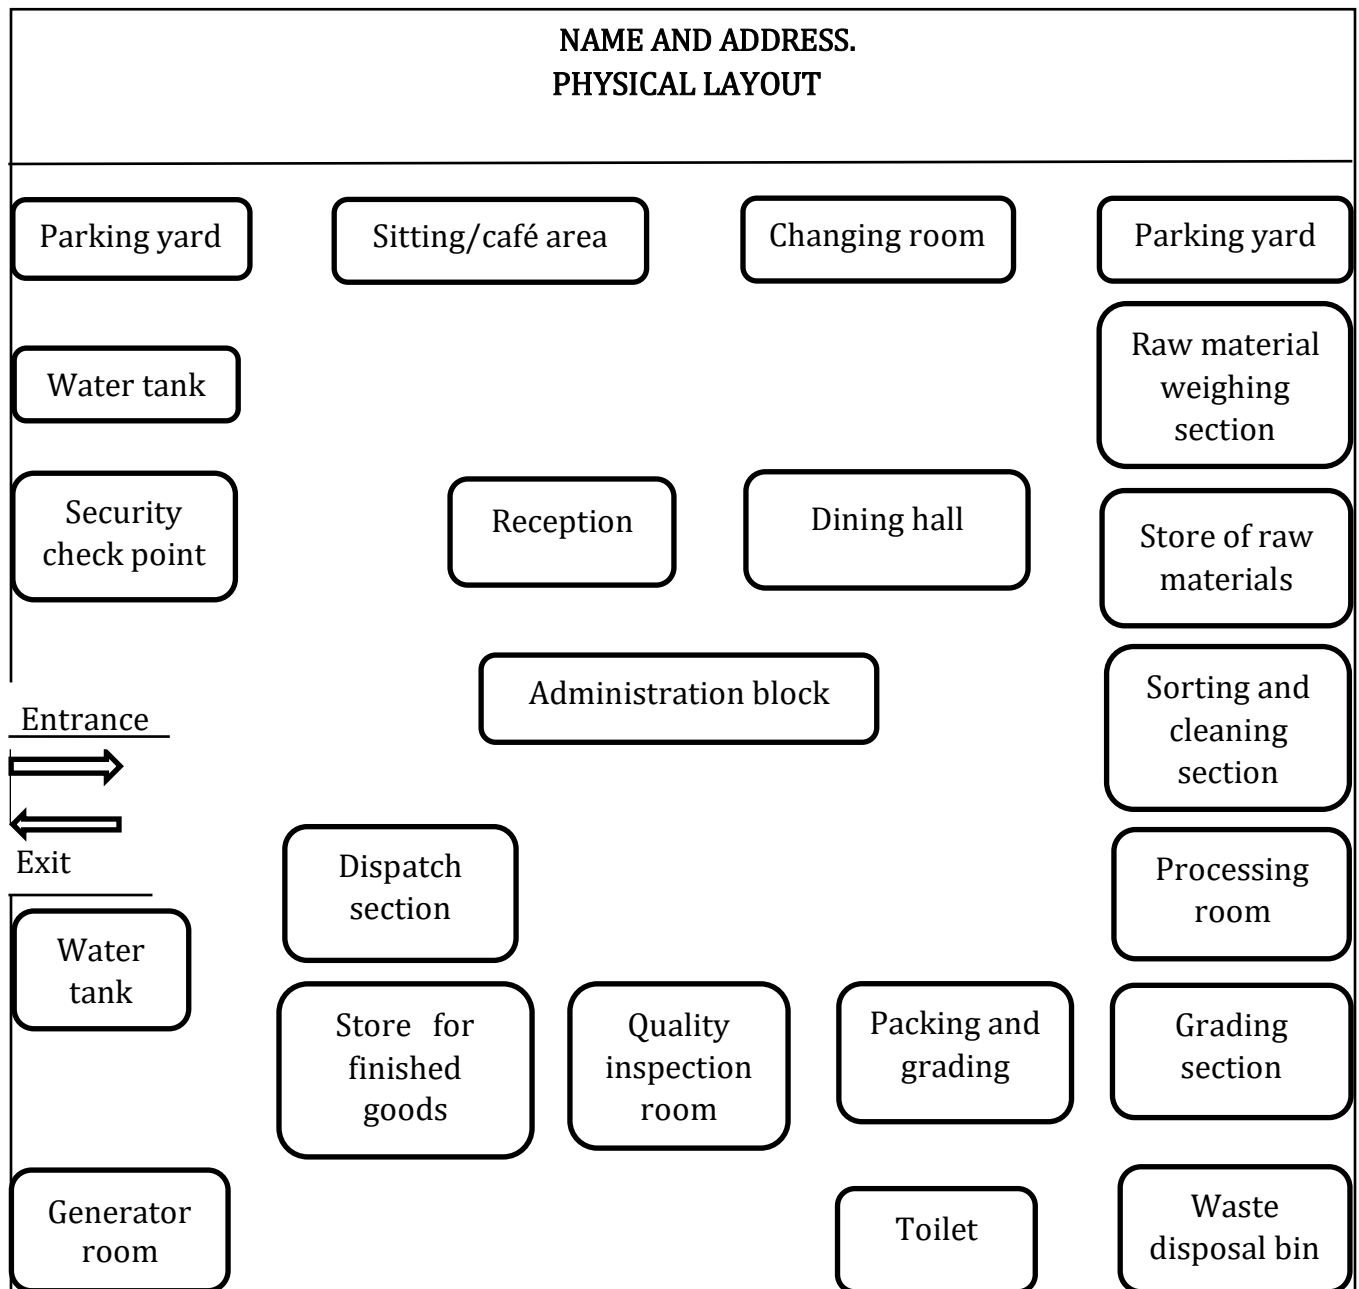 NAME AND ADDRESS.
PHYSICAL LAYOUT
Parking yard
Sitting/café area
Changing room
Parking yard
Water tank
Raw material
weighing
section
Security
check point
Reception
Dining hall
Store of raw
materials
Administration block
Sorting and
cleaning
section
Entrance
Exit
Dispatch
section
Processing
room
Water
tank
Store for
finished
goods
Quality
inspection
room
Packing and
grading
Grading
section
Generator
room
Toilet
Waste
disposal bin